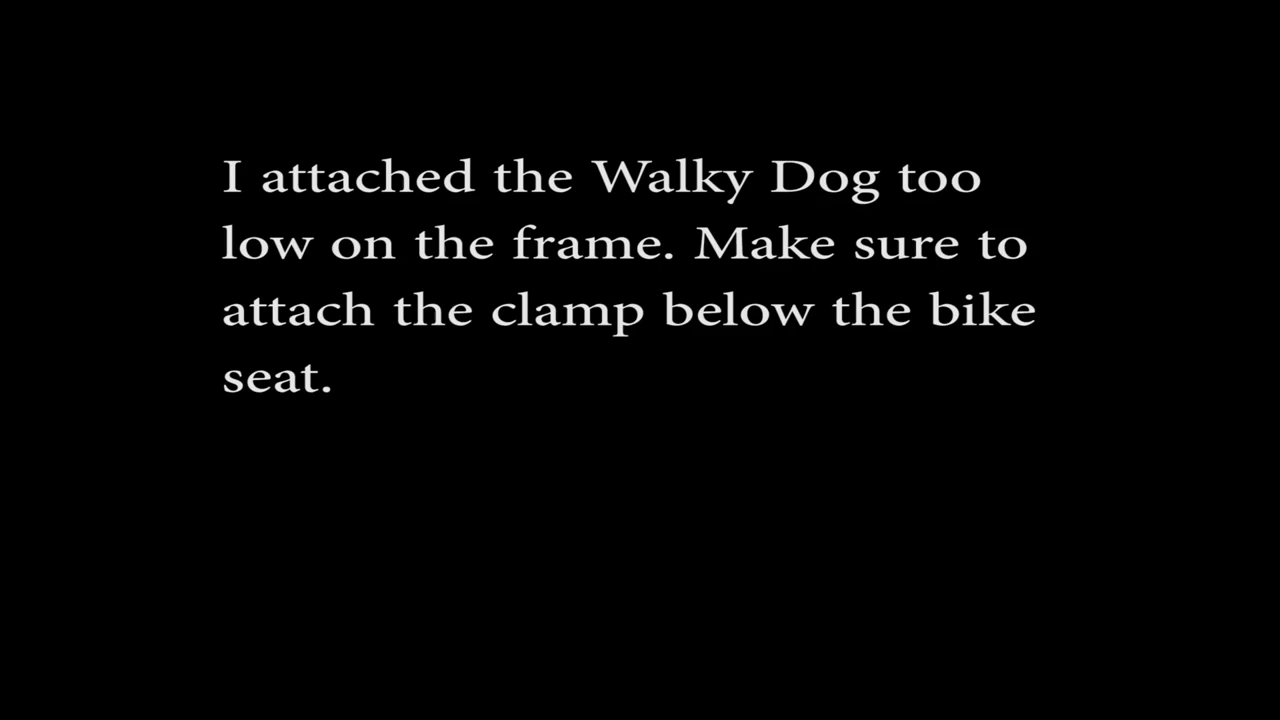 I attached the Walky Dog too
low on the frame. Make sure to
attach the clamp below the bike
seat.